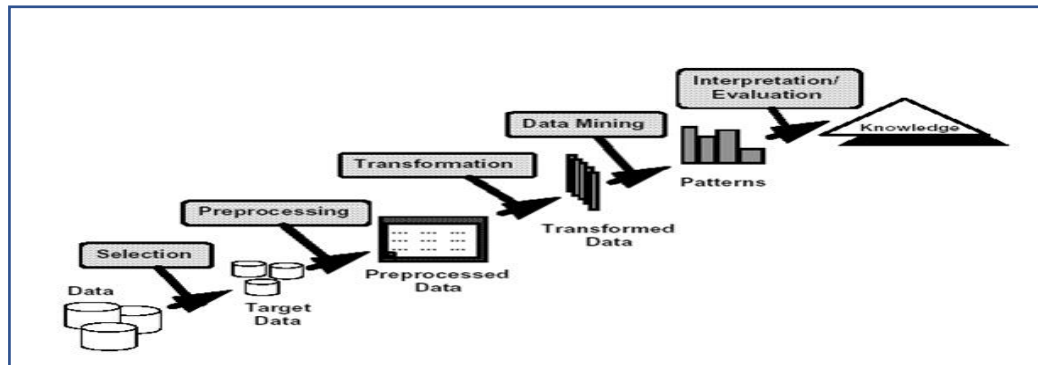 Interpretation/
Evaluation
Knowledge
Data Mining
Patterns
Transformation
Transformed
Data
Preprocessing
Preprocessed
Data
Selection
Target
Data
Data